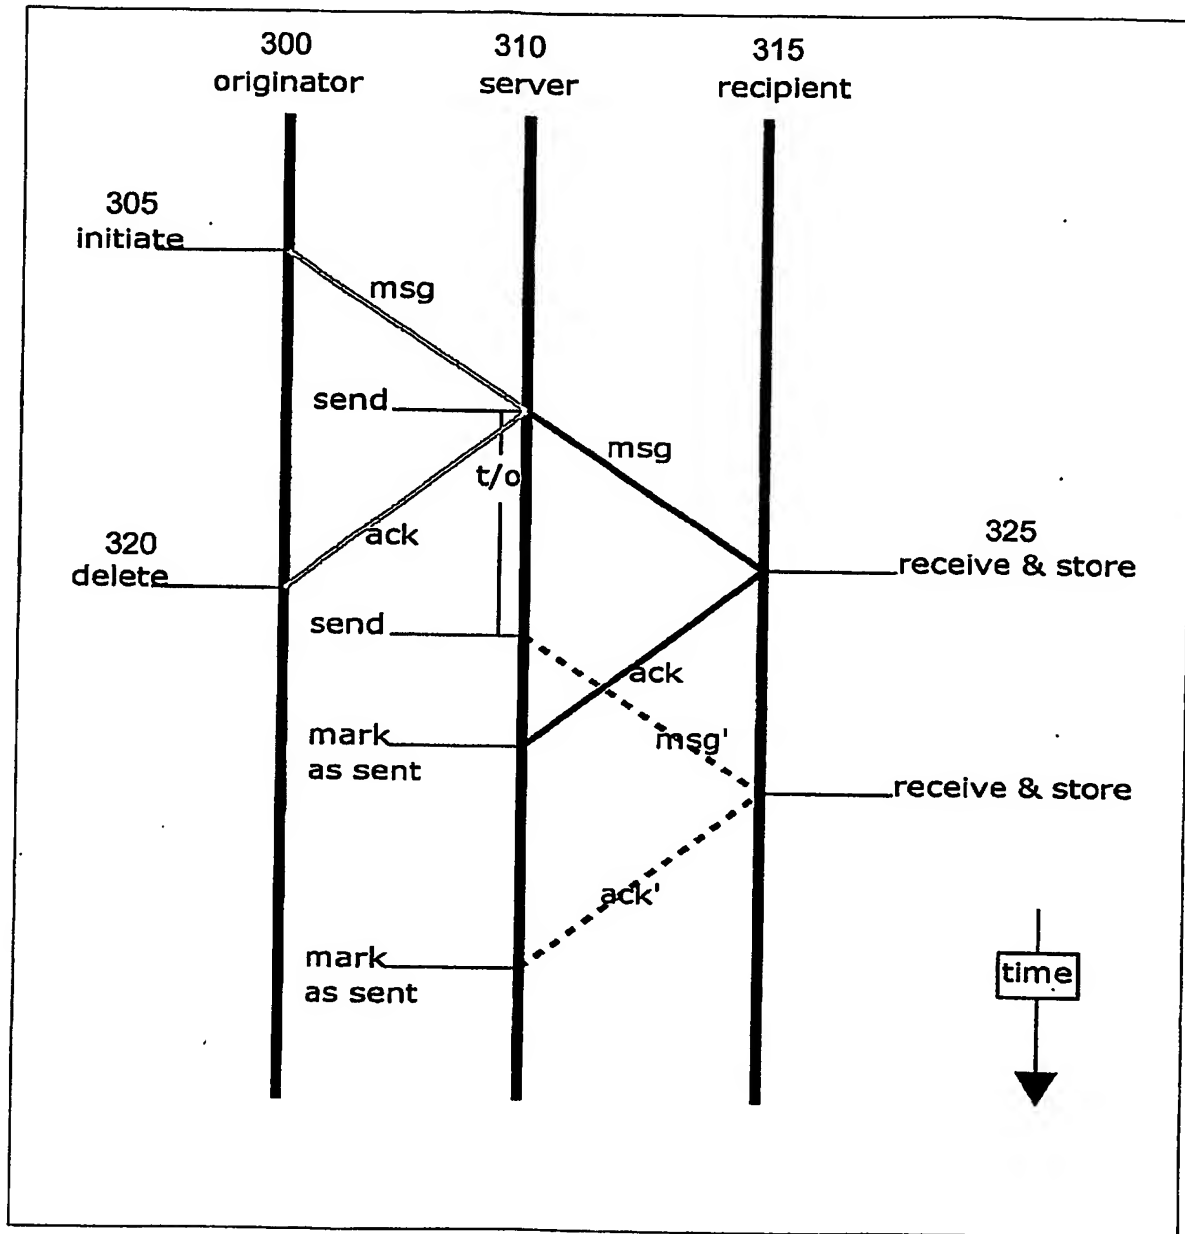 300
originator
310
server
315
recipient
305
initiate
msg
send
msg
t/o
ack
320
delete
325
receive & store
send
ack
mark
as sent
msg'
receive & store
ack'
mark
as sent
time